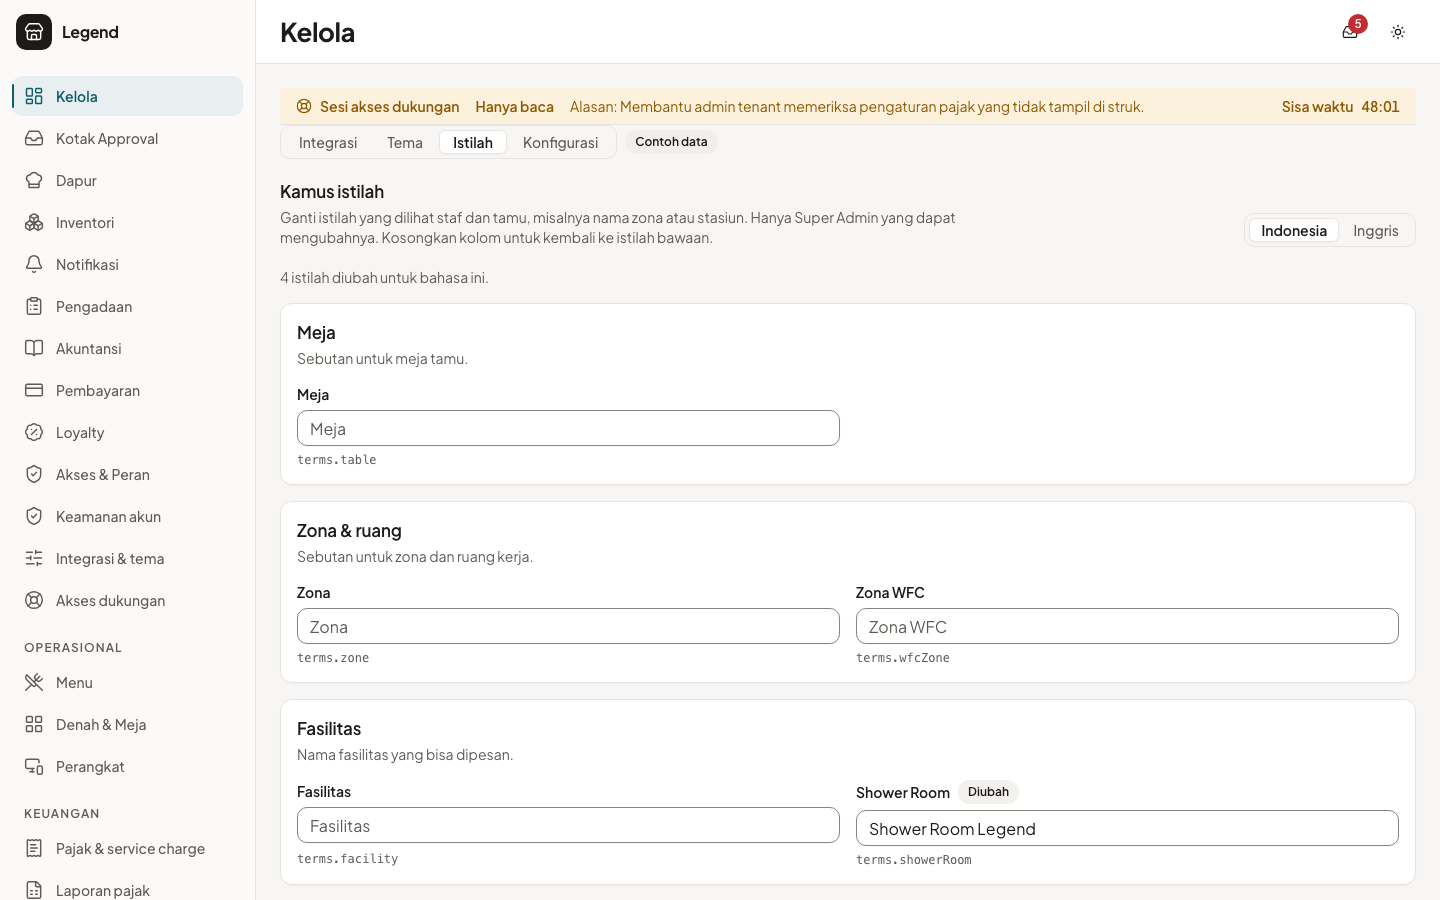 Legend
Kelola
Kotak Approval
Dapur
Inventori
Notifikasi
Pengadaan
Akuntansi
Pembayaran
Loyalty
Akses & Peran
Keamanan akun
Integrasi & tema
Akses dukungan
OPERASIONAL
Menu
Denah & Meja
Perangkat
KEUANGAN
Pajak & service charge
Laporan pajak
Kelola
5
Sesi akses dukungan Hanya baca Alasan: Membantu admin tenant memeriksa pengaturan pajak yang tidak tampil di struk. Sisa waktu 48:01
Integrasi Tema Istilah Konfigurasi Contoh data
Kamus istilah
Ganti istilah yang dilihat staf dan tamu, misalnya nama zona atau stasiun. Hanya Super Admin yang dapat
mengubahnya. Kosongkan kolom untuk kembali ke istilah bawaan.
Indonesia Inggris
4 istilah diubah untuk bahasa ini.
Meja
Sebutan untuk meja tamu.
Meja
Meja
terms.table
Zona & ruang
Sebutan untuk zona dan ruang kerja.
Zona Zona WFC
Zona Zona WFC
terms.zone terms.wfcZone
Fasilitas
Nama fasilitas yang bisa dipesan.
Fasilitas Shower Room Diubah
Fasilitas Shower Room Legend
terms.facility terms.showerRoom